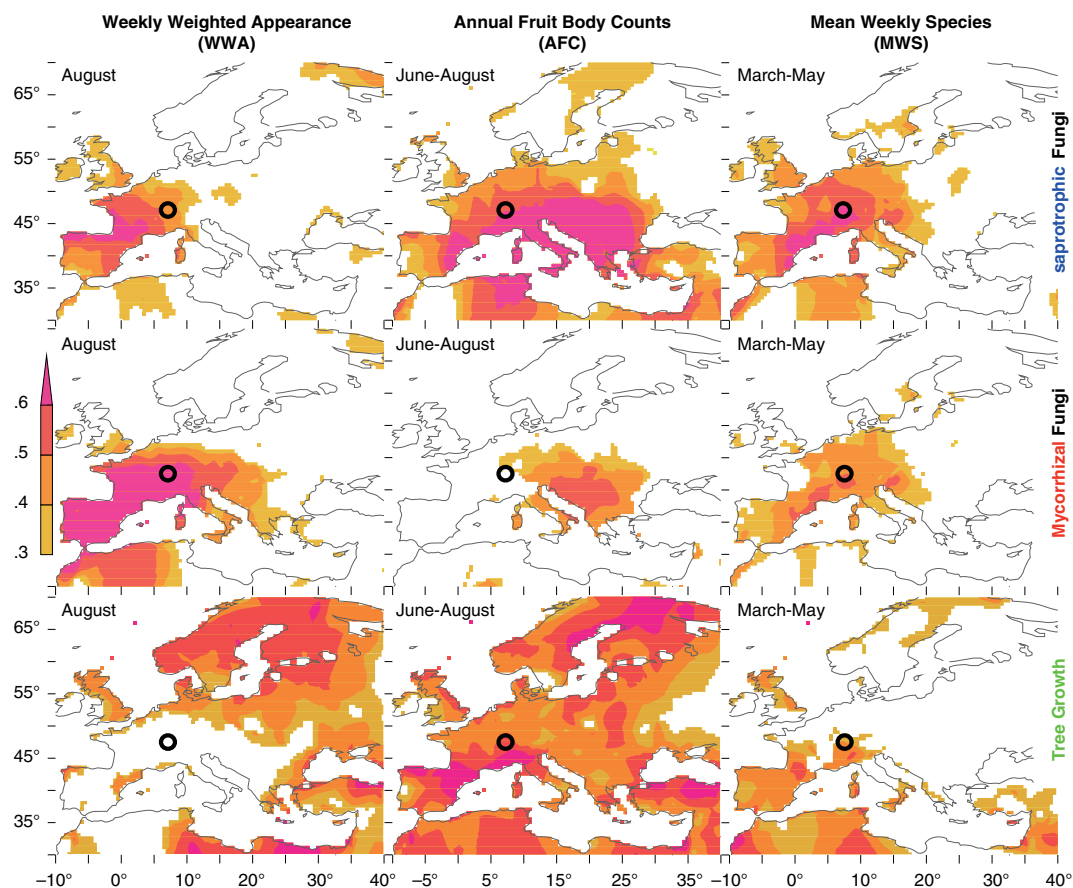 Weekly Weighted Appearance
(WWA)
Annual Fruit Body Counts
(AFC)
Mean Weekly Species
(MWS)
August
June-August
March-May
65°
55°
45°
35°
saprotrophic Fungi
August
June-August
March-May
.6
.5
.4
.3
Mycorrhizal Fungi
August
June-August
March-May
65°
55°
45°
35°
Tree Growth
−10° 0° 10° 20° 30° 40° −5° 5° 15° 25° 35° −10° 0° 10° 20° 30° 40°